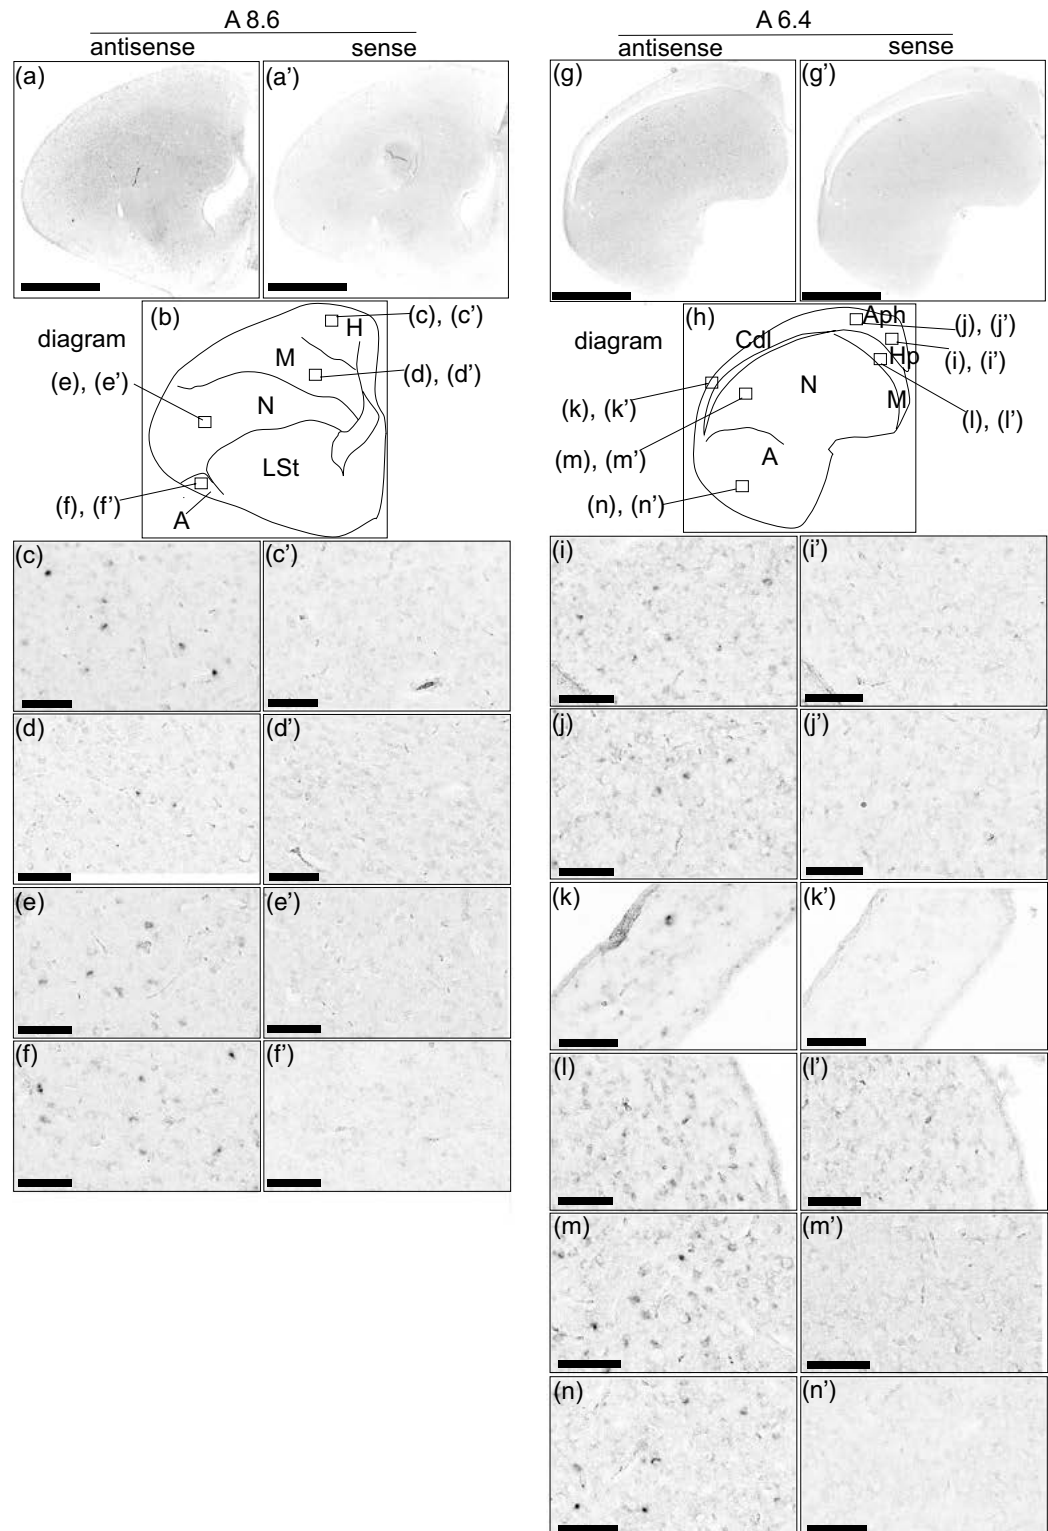 A 8.6
antisense sense
(a) (a’)
diagram
(b)
H
(c), (c’)
M
(d), (d’)
(e), (e’)
N
LSt
(f), (f’)
A
(c) (c’)
(d) (d’)
(e) (e’)
(f) (f’)
A 6.4
antisense sense
(g) (g’)
diagram
(h)
Aph
(j), (j’)
Cdl
Hp
(i), (i’)
N
M
(k), (k’)
(l), (l’)
(m), (m’)
A
(n), (n’)
(i) (i’)
(j) (j’)
(k) (k’)
(l) (l’)
(m) (m’)
(n) (n’)